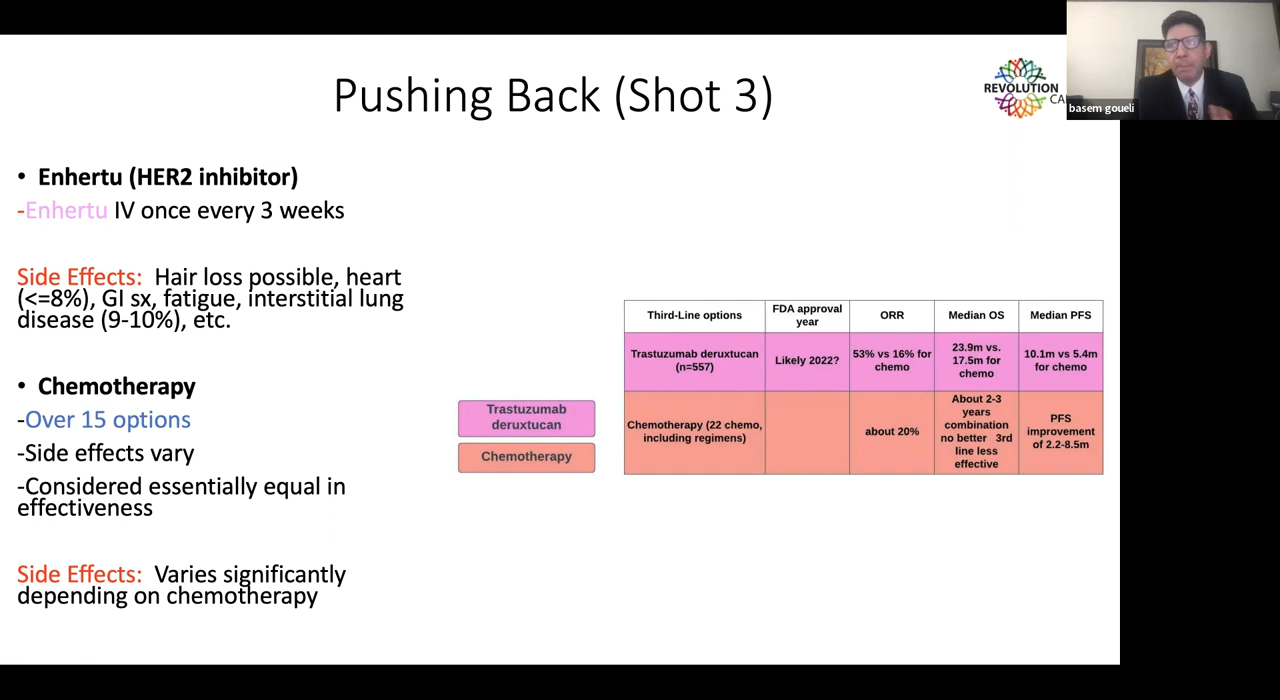 Pushing Back (Shot 3)
REVOLUTION
CA
basem goueli
• Enhertu (HER2 inhibitor)
-Enhertu IV once every 3 weeks
Side Effects: Hair loss possible, heart
(<=8%), GI sx, fatigue, interstitial lung
disease (9-10%), etc.
• Chemotherapy
-Over 15 options
-Side effects vary
-Considered essentially equal in
effectiveness
Side Effects: Varies significantly
depending on chemotherapy
Trastuzumab
deruxtucan
Chemotherapy
Third-Line options
FDA approval
year
ORR
Median OS
Median PFS
Trastuzumab deruxtucan
(n=557)
Likely 2022?
53% vs 16% for
chemo
23.9m vs.
17.5m for
chemo
10.1m vs 5.4m
for chemo
Chemotherapy (22 chemo,
including regimens)
about 20%
About 2-3
years
combination
no better 3rd
line less
effective
PFS
improvement
of 2.2-8.5m